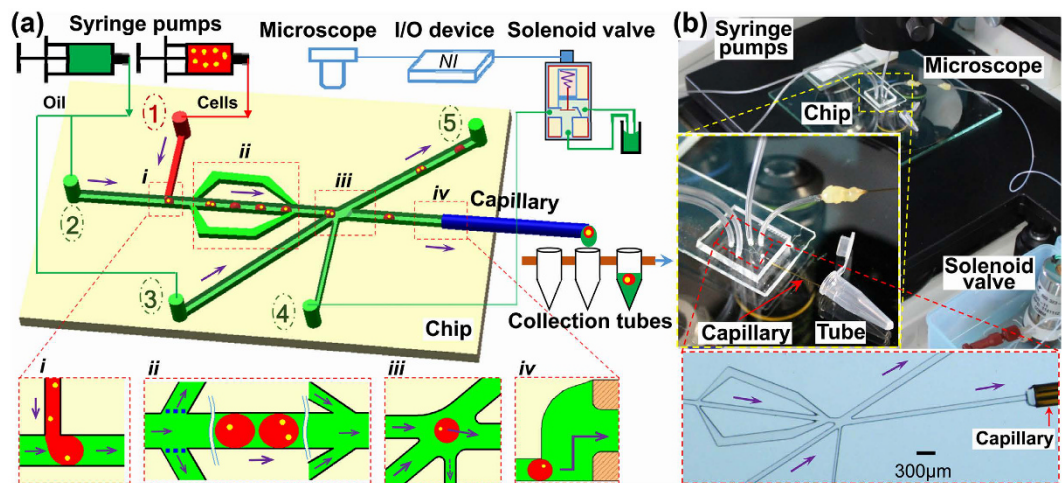 (a)
Syringe pumps
Microscope
I/O device
Solenoid valve
NI
Oil
Cells
1
5
ii
i
iii
iv
Capillary
2
3
4
Chip
Collection tubes
i
ii
iii
iv
(b)
Syringe
pumps
Microscope
Chip
Solenoid
valve
Capillary
Tube
Capillary
300μm